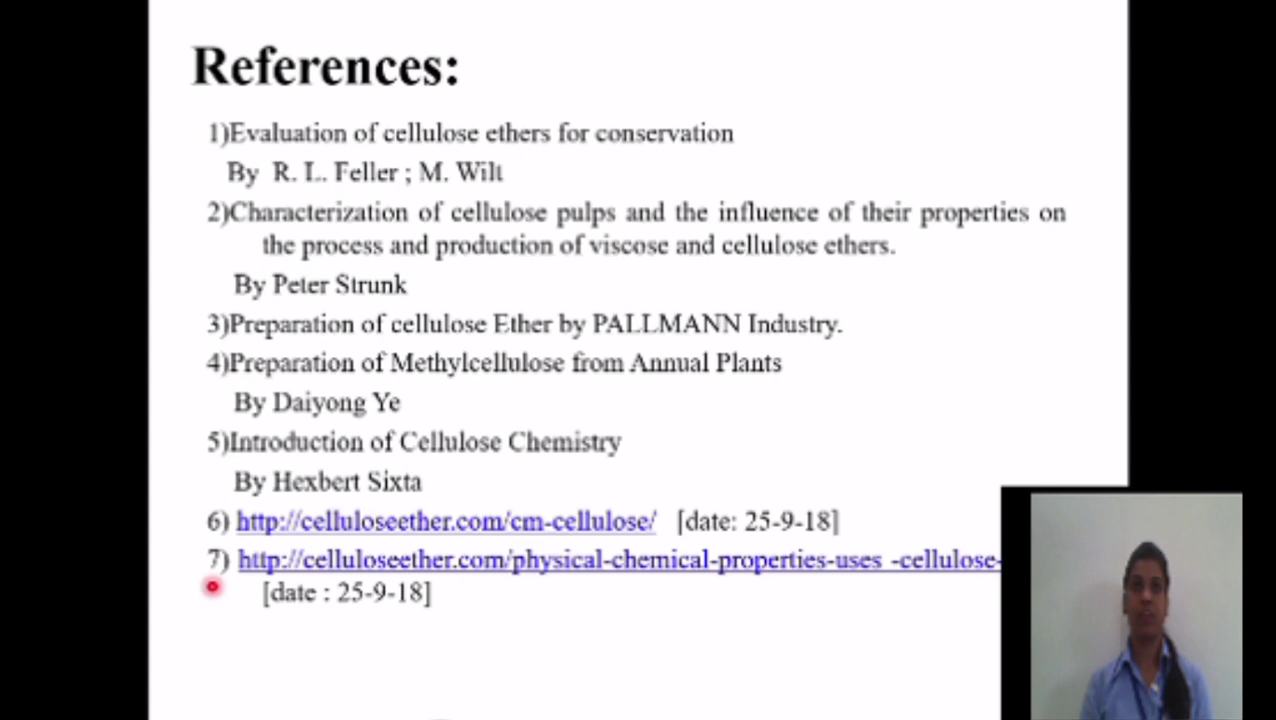 References:
1)Evaluation of cellulose ethers for conservation
By R. L. Feller ; M. Wilt
2)Characterization of cellulose pulps and the influence of their properties on
the process and production of viscose and cellulose ethers.
By Peter Strunk
3)Preparation of cellulose Ether by PALLMANN Industry.
4)Preparation of Methylcellulose from Annual Plants
By Daiyong Ye
5)Introduction of Cellulose Chemistry
By Hexbert Sixta
6) http://celluloseether.com/cm-cellulose/ [date: 25-9-18]
7) http://celluloseether.com/physical-chemical-properties-uses -cellulose-
[date : 25-9-18]